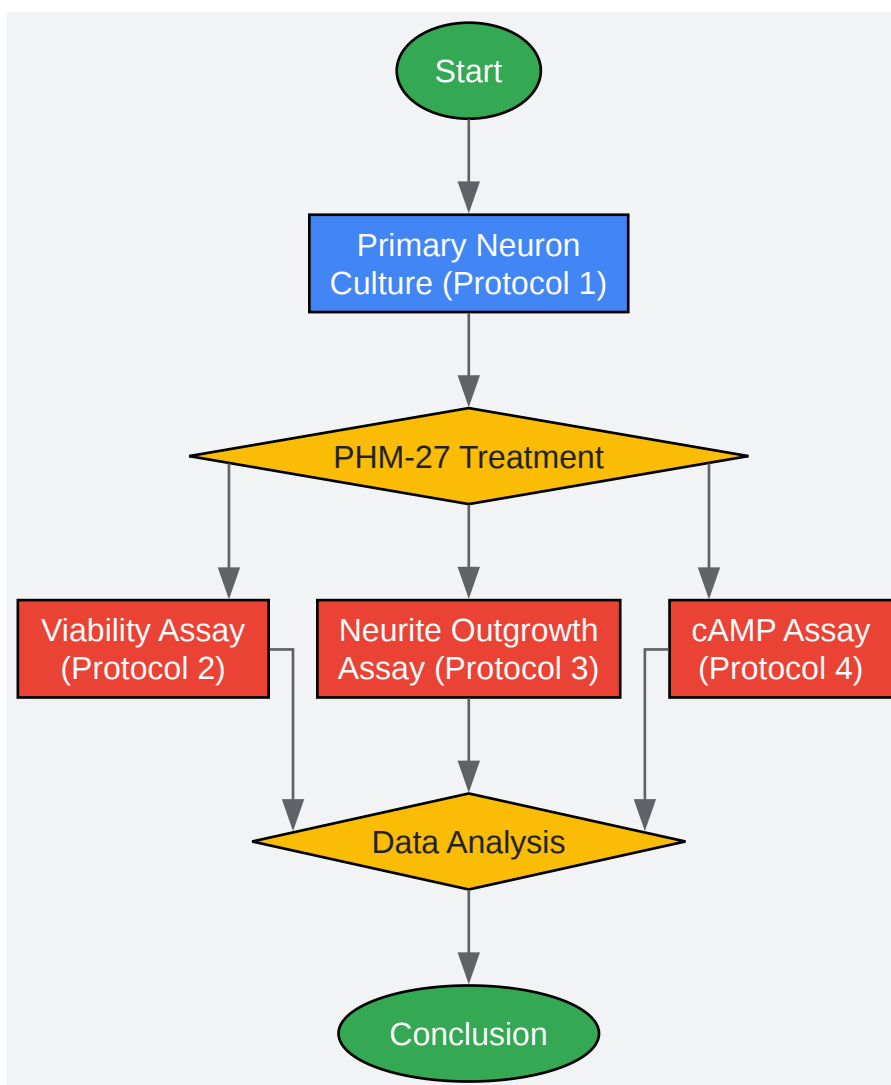 Start
Primary Neuron
Culture (Protocol 1)
PHM-27 Treatment
Viability Assay
(Protocol 2)
Neurite Outgrowth
Assay (Protocol 3)
cAMP Assay
(Protocol 4)
Data Analysis
Conclusion